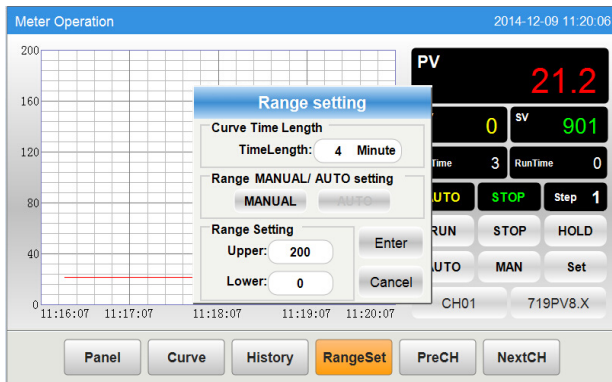 Meter Operation 2014-12-09 11:20:06
200
160
120
80
40
0
11:16:07 11:17:07 11:18:07 11:19:07 11:20:07
Range setting
Curve Time Length
TimeLength: 4 Minute
Range MANUAL/ AUTO setting
MANUAL AUTO
Range Setting
Upper: 200
Lower: 0
Enter
Cancel
PV
21.2
0 SV 901
Time 3 RunTime 0
AUTO STOP Step 1
RUN STOP HOLD
AUTO MAN Set
CH01 719PV8.X
Panel Curve History RangeSet PreCH NextCH